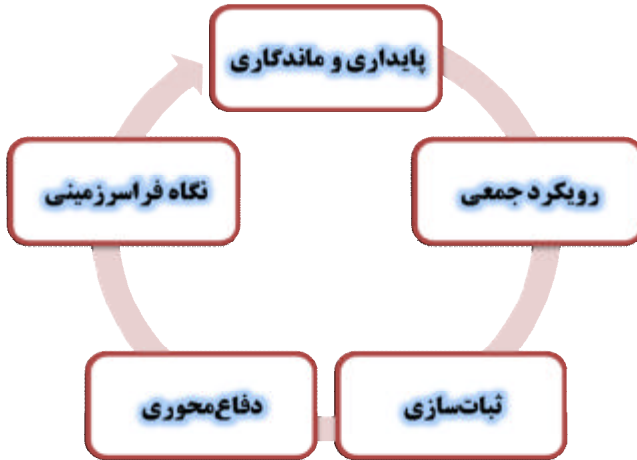 پایداری و ماندگاری
رویکرد جمعی
ثبات‌سازی
دفاع‌محوری
نگاه فراسرزمینی